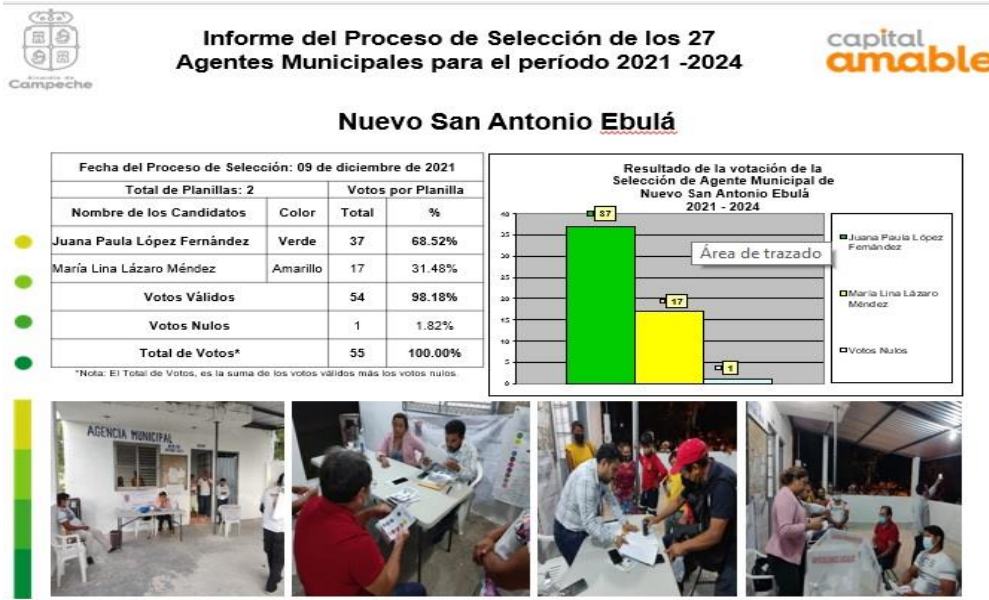 Alcaldía de
Campeche
Informe del Proceso de Selección de los 27
Agentes Municipales para el período 2021 -2024
capital
amable
Nuevo San Antonio Ebulá
Fecha del Proceso de Selección: 09 de diciembre de 2021
Total de Planillas: 2 Votos por Planilla
Nombre de los Candidatos Color Total %
Juana Paula López Fernández Verde 37 68.52%
María Lina Lázaro Méndez Amarillo 17 31.48%
Votos Válidos 54 98.18%
Votos Nulos 1 1.82%
Total de Votos* 55 100.00%
*Nota: El Total de Votos, es la suma de los votos válidos más los votos nulos.
Resultado de la votación de la
Selección de Agente Municipal de
Nuevo San Antonio Ebulá
2021 - 2024
40
35
30
25
20
15
10
5
0
37
17
1
Área de trazado
Juana Paula López
Fernández
María Lina Lázaro
Méndez
Votos Nulos
AGENCIA MUNICIPAL